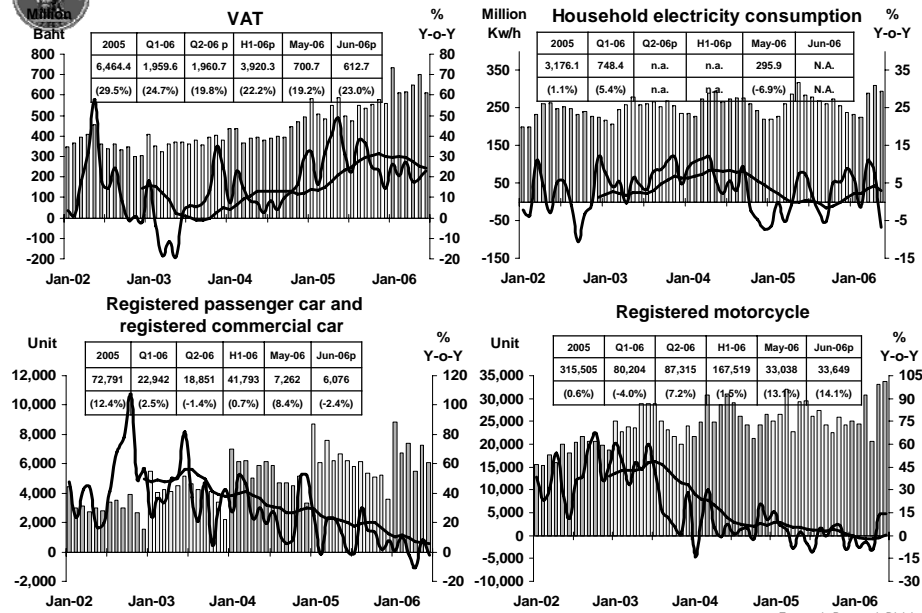 VAT
Million
Baht
%
Y-o-Y
2005 Q1-06 Q2-06 p H1-06p May-06 Jun-06p
6,464.4 1,959.6 1,960.7 3,920.3 700.7 612.7
(29.5%) (24.7%) (19.8%) (22.2%) (19.2%) (23.0%)
800
700
600
500
400
300
200
100
0
-100
-200
80
70
60
50
40
30
20
10
0
-10
-20
Jan-02 Jan-03 Jan-04 Jan-05 Jan-06
Household electricity consumption
Million
Kw/h
%
Y-o-Y
2005 Q1-06 Q2-06p H1-06p May-06 Jun-06
3,176.1 748.4 n.a. n.a. 295.9 N.A.
(1.1%) (5.4%) n.a. n.a. (-6.9%) N.A.
350
250
150
50
-50
-150
35
25
15
5
-5
-15
Jan-02 Jan-03 Jan-04 Jan-05 Jan-06
Registered passenger car and
registered commercial car
Unit
%
Y-o-Y
2005 Q1-06 Q2-06 H1-06 May-06 Jun-06p
72,791 22,942 18,851 41,793 7,262 6,076
(12.4%) (2.5%) (-1.4%) (0.7%) (8.4%) (-2.4%)
12,000
10,000
8,000
6,000
4,000
2,000
0
-2,000
120
100
80
60
40
20
0
-20
Jan-02 Jan-03 Jan-04 Jan-05 Jan-06
Registered motorcycle
Unit
%
Y-o-Y
2005 Q1-06 Q2-06 H1-06 May-06 Jun-06p
315,505 80,204 87,315 167,519 33,038 33,649
(0.6%) (-4.0%) (7.2%) (1.5%) (13.1%) (14.1%)
35,000
30,000
25,000
20,000
15,000
10,000
5,000
0
-5,000
-10,000
105
90
75
60
45
30
15
0
-15
-30
Jan-02 Jan-03 Jan-04 Jan-05 Jan-06